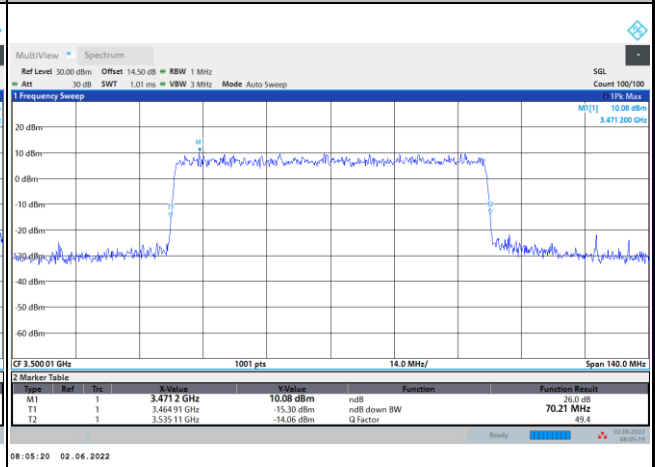 MultiView Spectrum
Ref Level 30.00 dBm Offset 14.50 dB RBW 1 MHz SGL
Att 30 dB SWT 1.01 ms VBW 3 MHz Mode Auto Sweep Count 100/100
1 Frequency Sweep 1Pk Max
M1[1] 10.08 dBm
3.471 200 GHz
20 dBm
M1
10 dBm
0 dBm
-10 dBm
T1
-20 dBm
-30 dBm
-40 dBm
-50 dBm
-60 dBm
CF 3.500 01 GHz 1001 pts 14.0 MHz/ Span 140.0 MHz
2 Marker Table
Type Ref Trc X-Value Y-Value Function Function Result
M1 1 3.471 2 GHz 10.08 dBm ndB 26.0 dB
T1 1 3.464 91 GHz -15.30 dBm ndB down BW 70.21 MHz
T2 1 3.535 11 GHz -14.06 dBm Q Factor 49.4
Ready 02.06.2022
08:05:19
08:05:20 02.06.2022